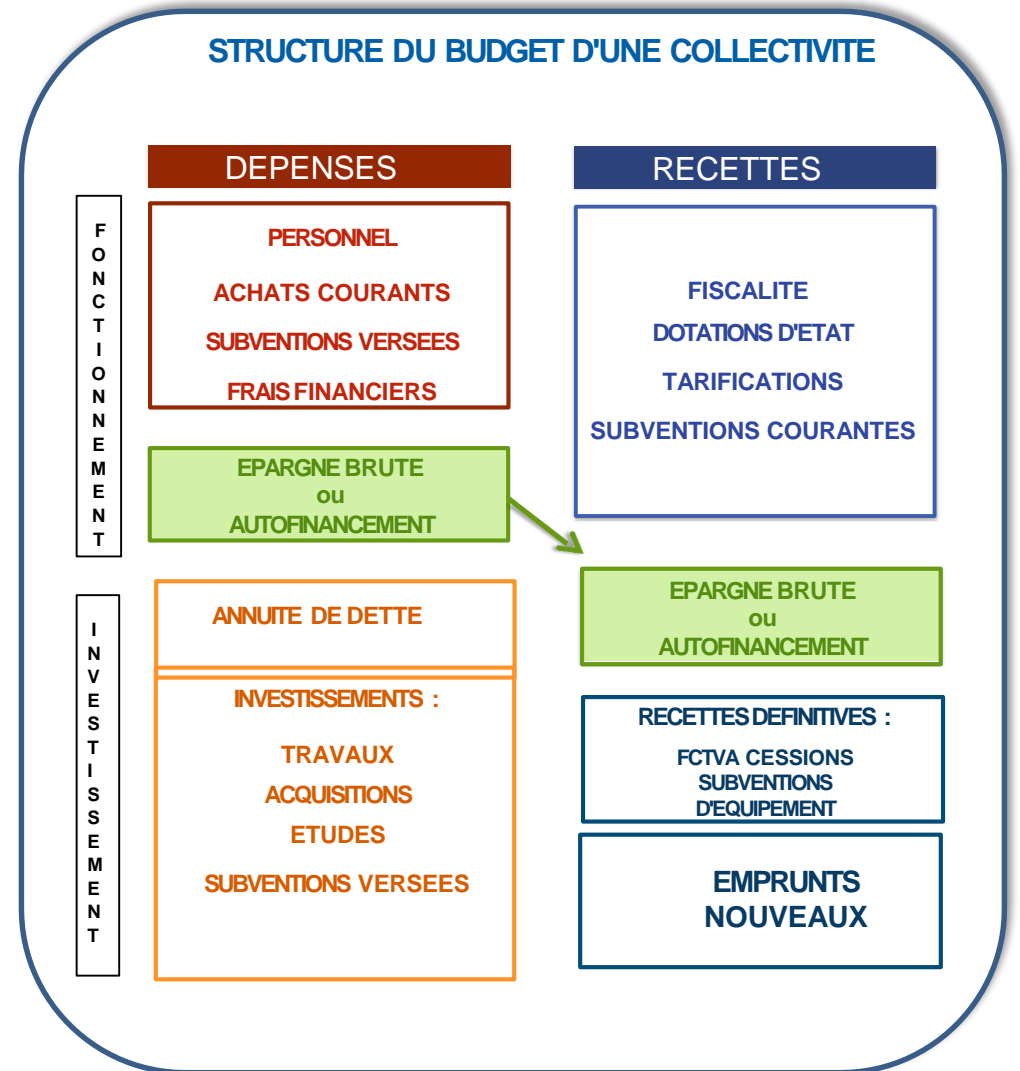 STRUCTURE DU BUDGET D'UNE COLLECTIVITE
DEPENSES
RECETTES
FONCTIONNEMENT
PERSONNEL
ACHATS COURANTS
SUBVENTIONS VERSEES
FRAIS FINANCIERS
FISCALITE
DOTATIONS D'ETAT
TARIFICATIONS
SUBVENTIONS COURANTES
EPARGNE BRUTE
ou
AUTOFINANCEMENT
INVESTISSEMENT
ANNUITE DE DETTE
INVESTISSEMENTS :
TRAVAUX
ACQUISITIONS
ETUDES
SUBVENTIONS VERSEES
EPARGNE BRUTE
ou
AUTOFINANCEMENT
RECETTES DEFINITIVES :
FCTVA CESSIONS
SUBVENTIONS
D'EQUIPEMENT
EMPRUNTS
NOUVEAUX